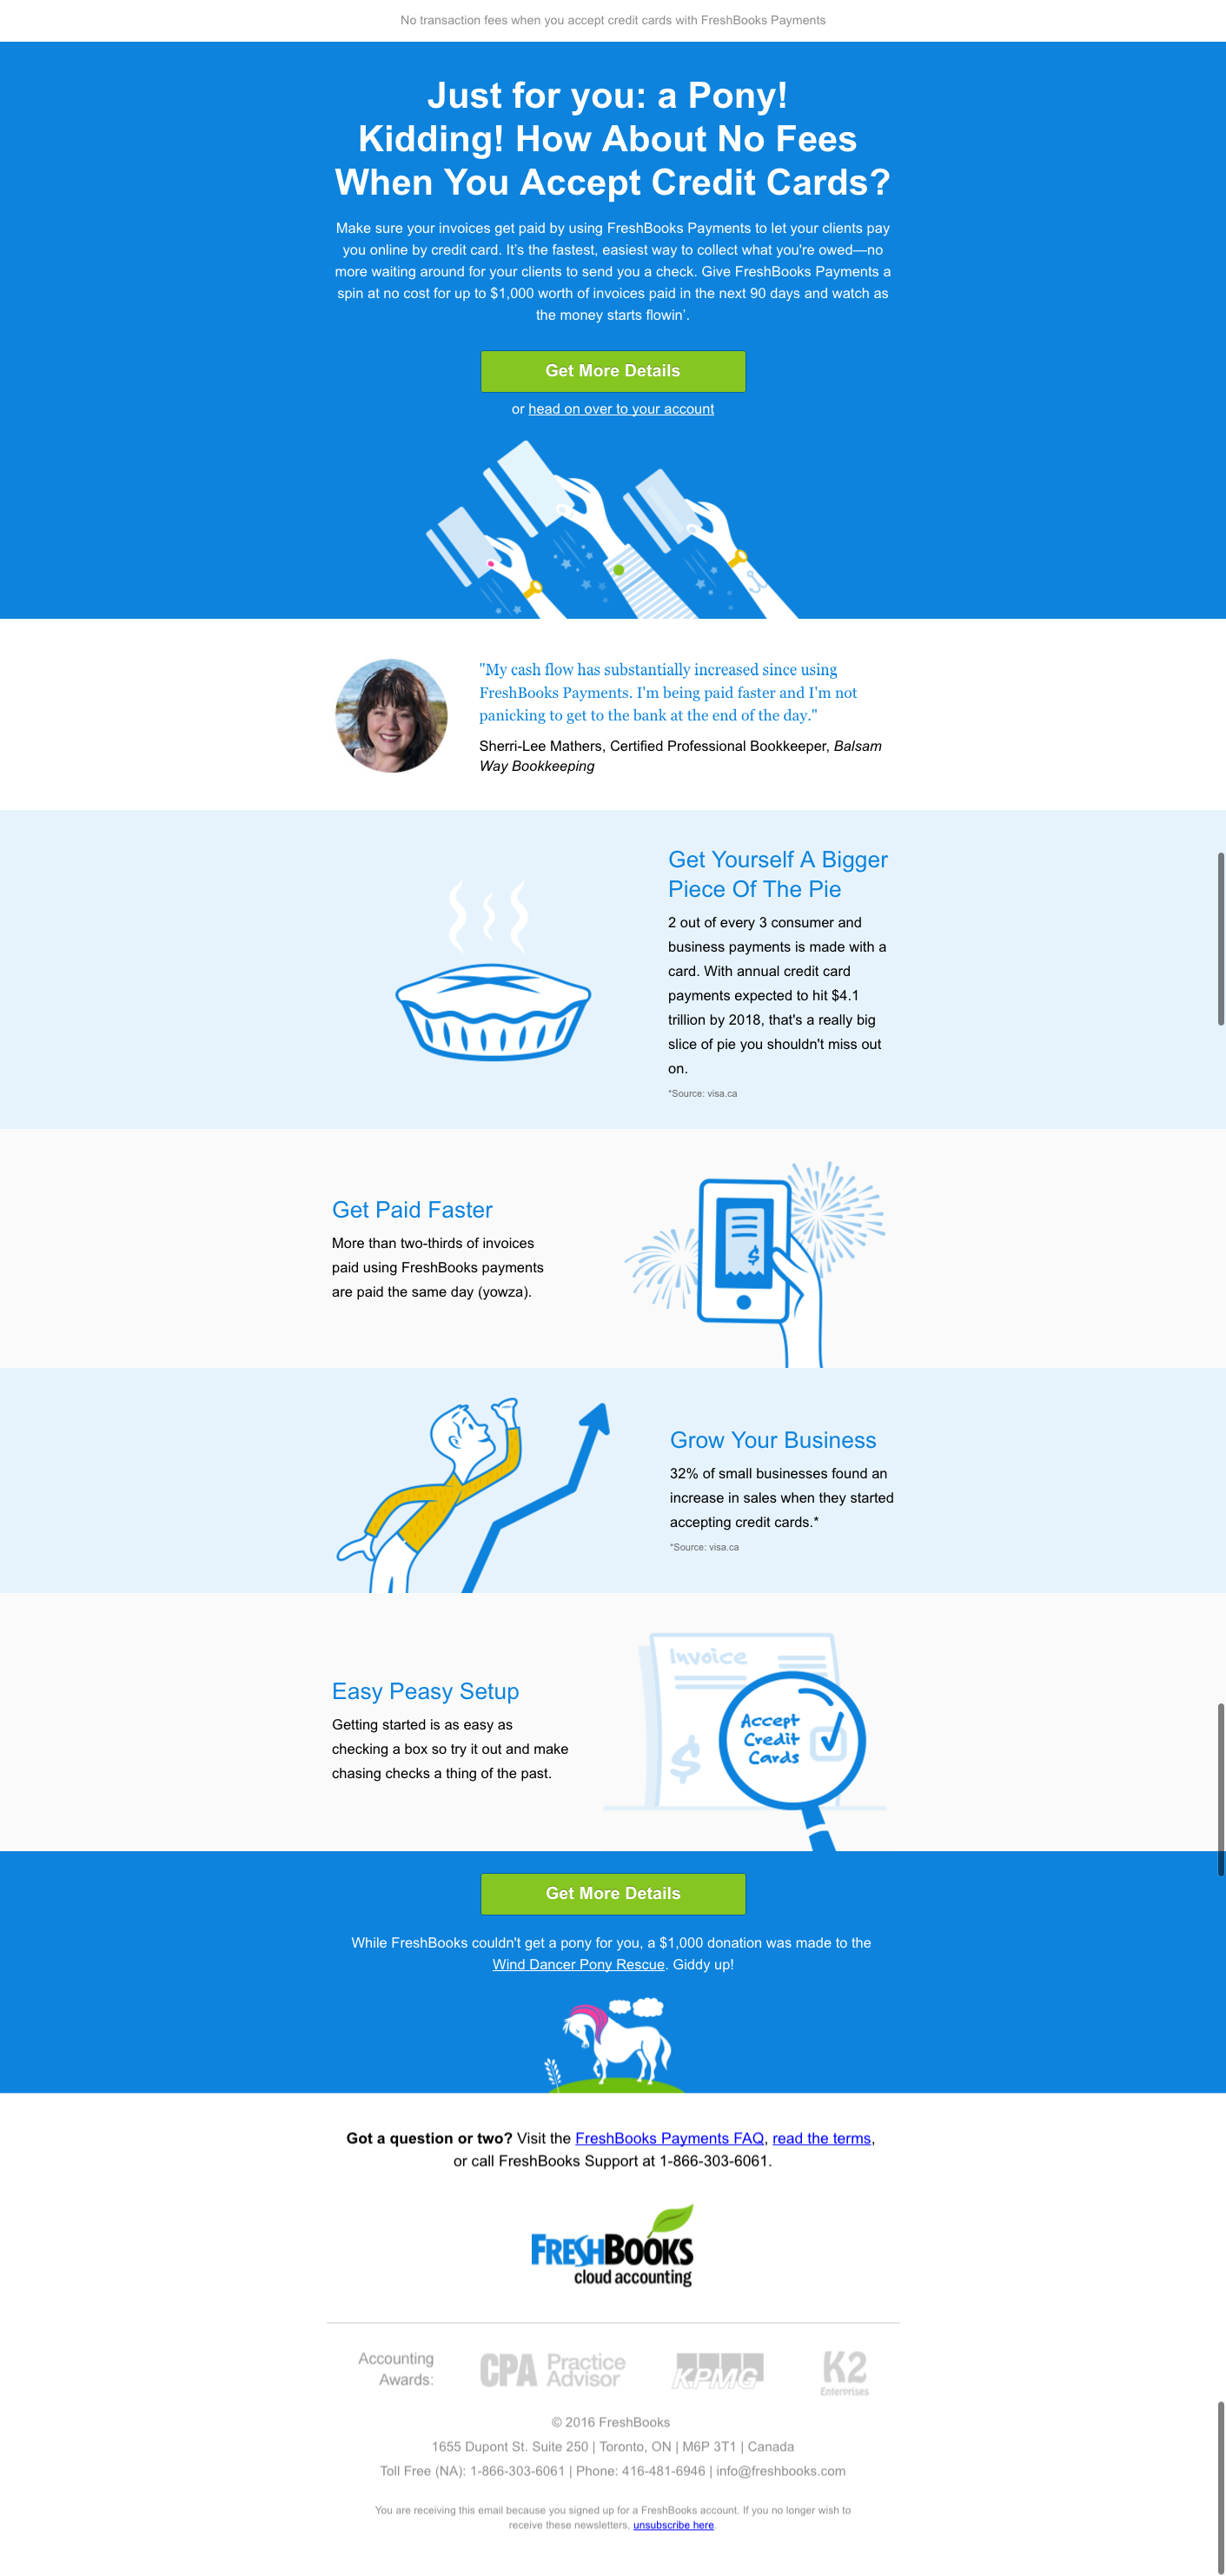 No transaction fees when you accept credit cards with FreshBooks Payments
Just for you: a Pony!
Kidding! How About No Fees
When You Accept Credit Cards?
Make sure your invoices get paid by using FreshBooks Payments to let your clients pay
you online by credit card. It's the fastest, easiest way to collect what you're owed—no
more waiting around for your clients to send you a check. Give FreshBooks Payments a
spin at no cost for up to $1,000 worth of invoices paid in the next 90 days and watch as
the money starts flowin'.
Get More Details
or head on over to your account
"My cash flow has substantially increased since using
FreshBooks Payments. I'm being paid faster and I'm not
panicking to get to the bank at the end of the day."
Sherri-Lee Mathers, Certified Professional Bookkeeper, Balsam
Way Bookkeeping
Get Yourself A Bigger
Piece Of The Pie
2 out of every 3 consumer and
business payments is made with a
card. With annual credit card
payments expected to hit $4.1
trillion by 2018, that's a really big
slice of pie you shouldn't miss out
on.
*Source: visa.ca
Get Paid Faster
More than two-thirds of invoices
paid using FreshBooks payments
are paid the same day (yowza).
$
Grow Your Business
32% of small businesses found an
increase in sales when they started
accepting credit cards.*
*Source: visa.ca
Easy Peasy Setup
Getting started is as easy as
checking a box so try it out and make
chasing checks a thing of the past.
Invoice
Accept
Credit
Cards
$
Get More Details
While FreshBooks couldn't get a pony for you, a $1,000 donation was made to the
Wind Dancer Pony Rescue. Giddy up!
Got a question or two? Visit the FreshBooks Payments FAQ, read the terms,
or call FreshBooks Support at 1-866-303-6061.
FRESHBOOKS
cloud accounting
Accounting
Awards:
CPA Practice
Advisor
KPMG
K2
Enterprises
© 2016 FreshBooks
1655 Dupont St. Suite 250 | Toronto, ON | M6P 3T1 | Canada
Toll Free (NA): 1-866-303-6061 | Phone: 416-481-6946 | info@freshbooks.com
You are receiving this email because you signed up for a FreshBooks account. If you no longer wish to
receive these newsletters, unsubscribe here.